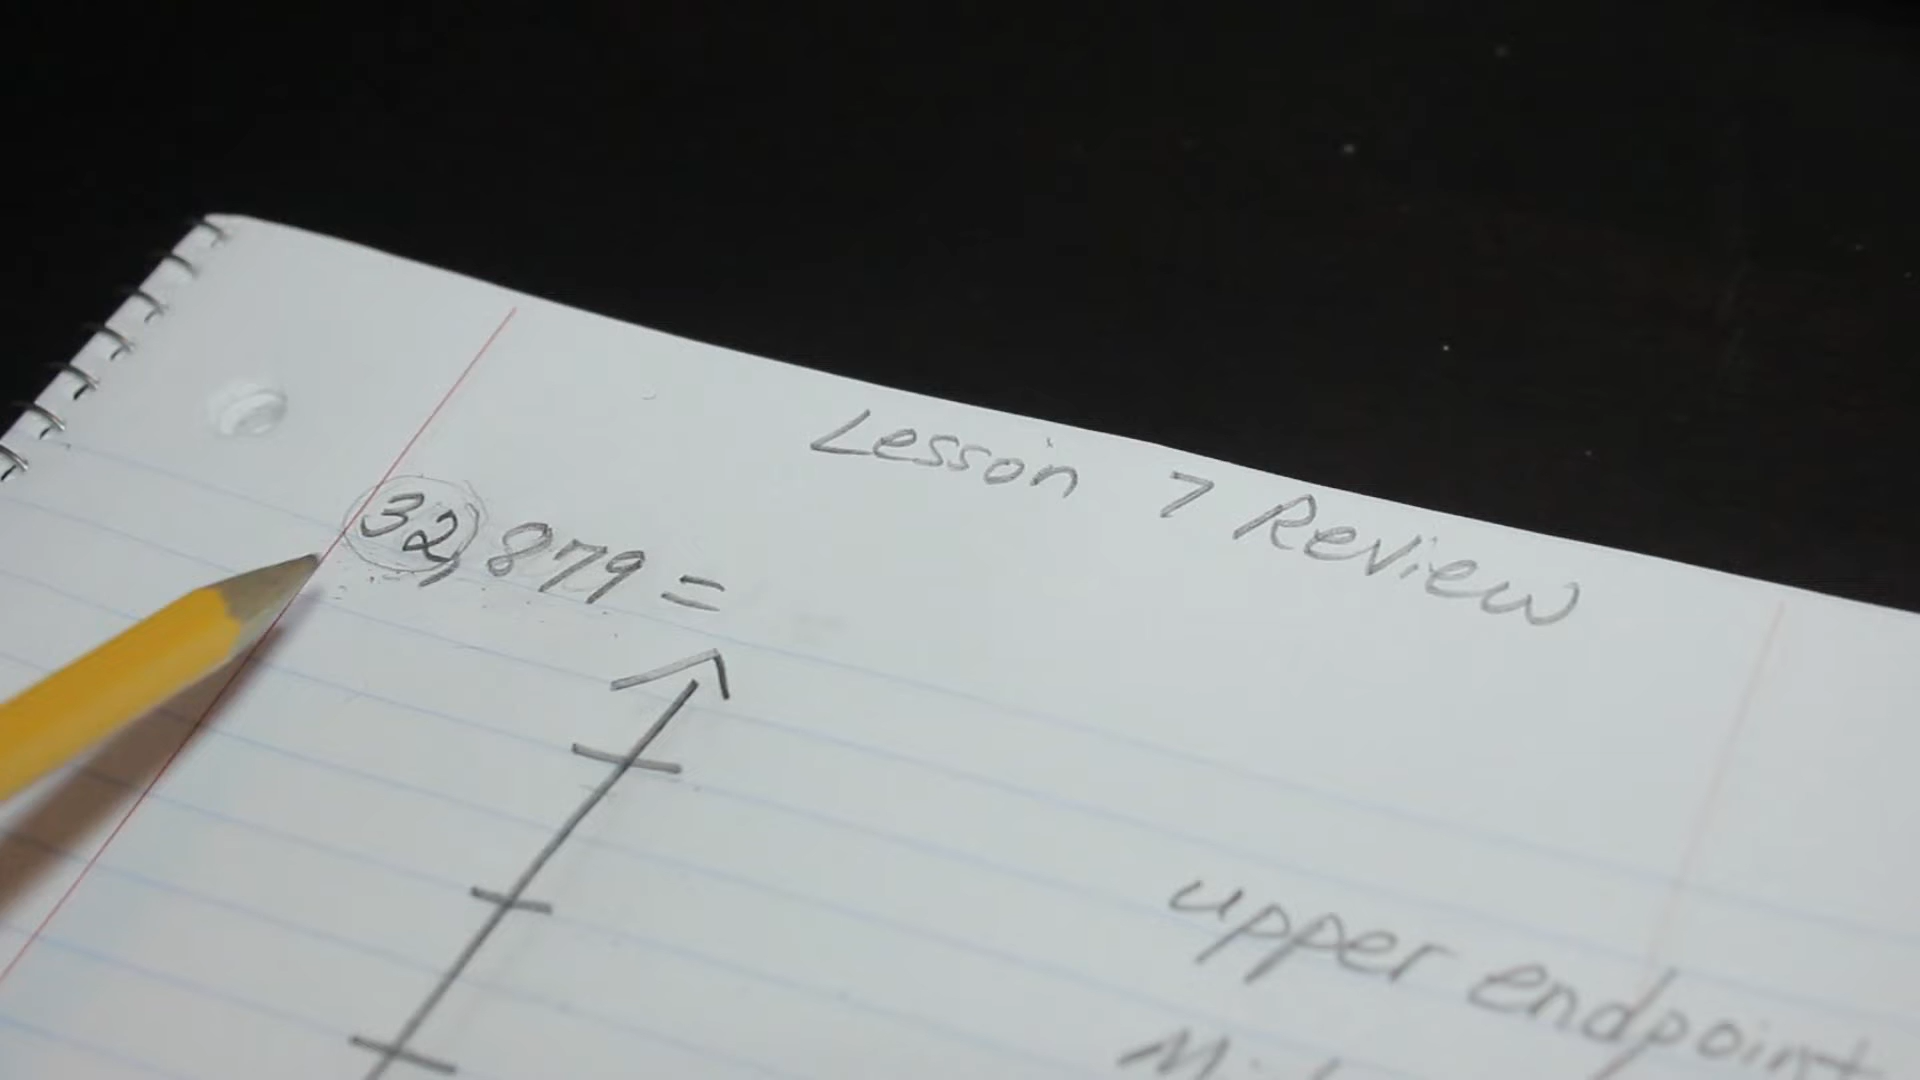 Lesson 7 Review
32,879 =
upper endpoint